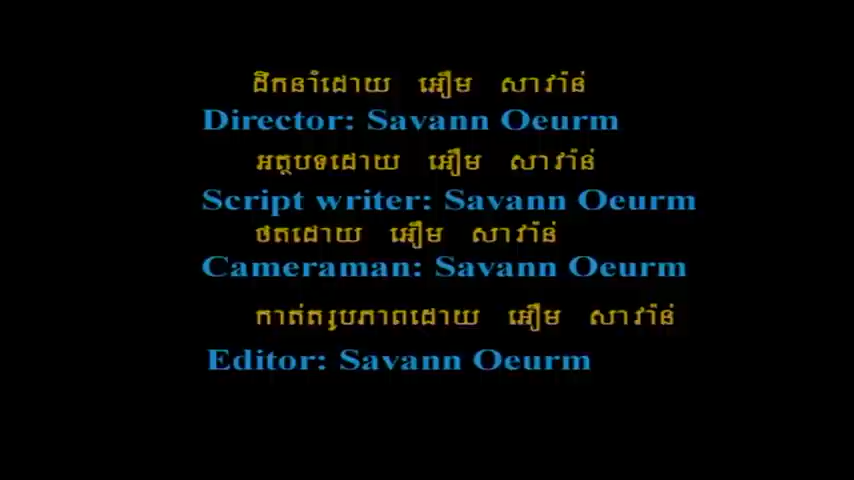 ដឹកនាំដោយ អឿម សាវ៉ាន់
Director: Savann Oeurm
អត្ថបទដោយ អឿម សាវ៉ាន់
Script writer: Savann Oeurm
ថតដោយ អឿម សាវ៉ាន់
Cameraman: Savann Oeurm
កាត់តរូបភាពដោយ អឿម សាវ៉ាន់
Editor: Savann Oeurm